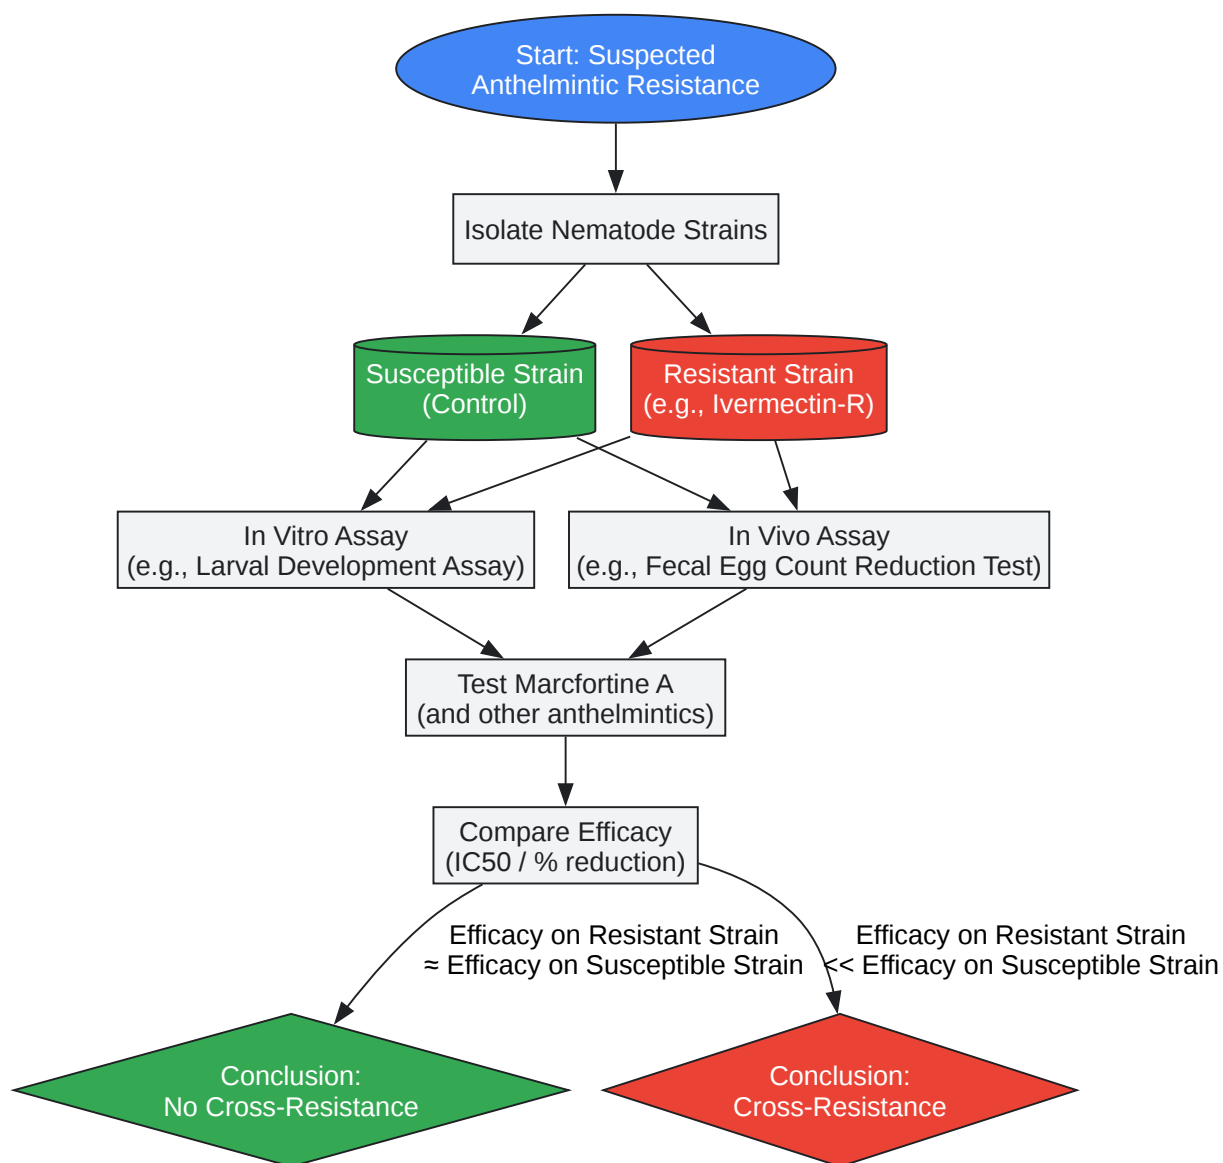 Start: Suspected
Anthelmintic Resistance
Isolate Nematode Strains
Susceptible Strain
(Control)
Resistant Strain
(e.g., Ivermectin-R)
In Vitro Assay
(e.g., Larval Development Assay)
In Vivo Assay
(e.g., Fecal Egg Count Reduction Test)
Test Marcfortine A
(and other anthelmintics)
Compare Efficacy
(IC50 / % reduction)
Efficacy on Resistant Strain
≈ Efficacy on Susceptible Strain
Efficacy on Resistant Strain
<< Efficacy on Susceptible Strain
Conclusion:
No Cross-Resistance
Conclusion:
Cross-Resistance